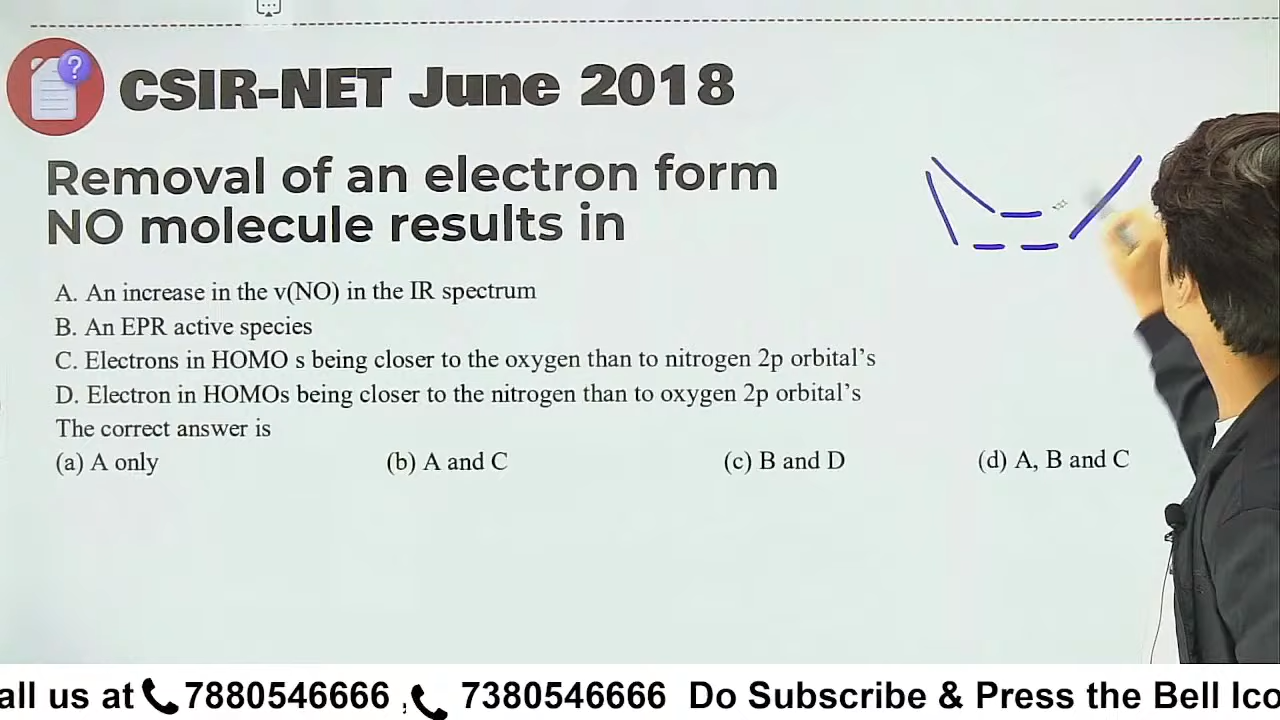 CSIR-NET June 2018
Removal of an electron form
NO molecule results in
A. An increase in the v(NO) in the IR spectrum
B. An EPR active species
C. Electrons in HOMO s being closer to the oxygen than to nitrogen 2p orbital’s
D. Electron in HOMOs being closer to the nitrogen than to oxygen 2p orbital’s
The correct answer is
(a) A only (b) A and C (c) B and D (d) A, B and C
all us at 7880546666 , 7380546666 Do Subscribe & Press the Bell Ico